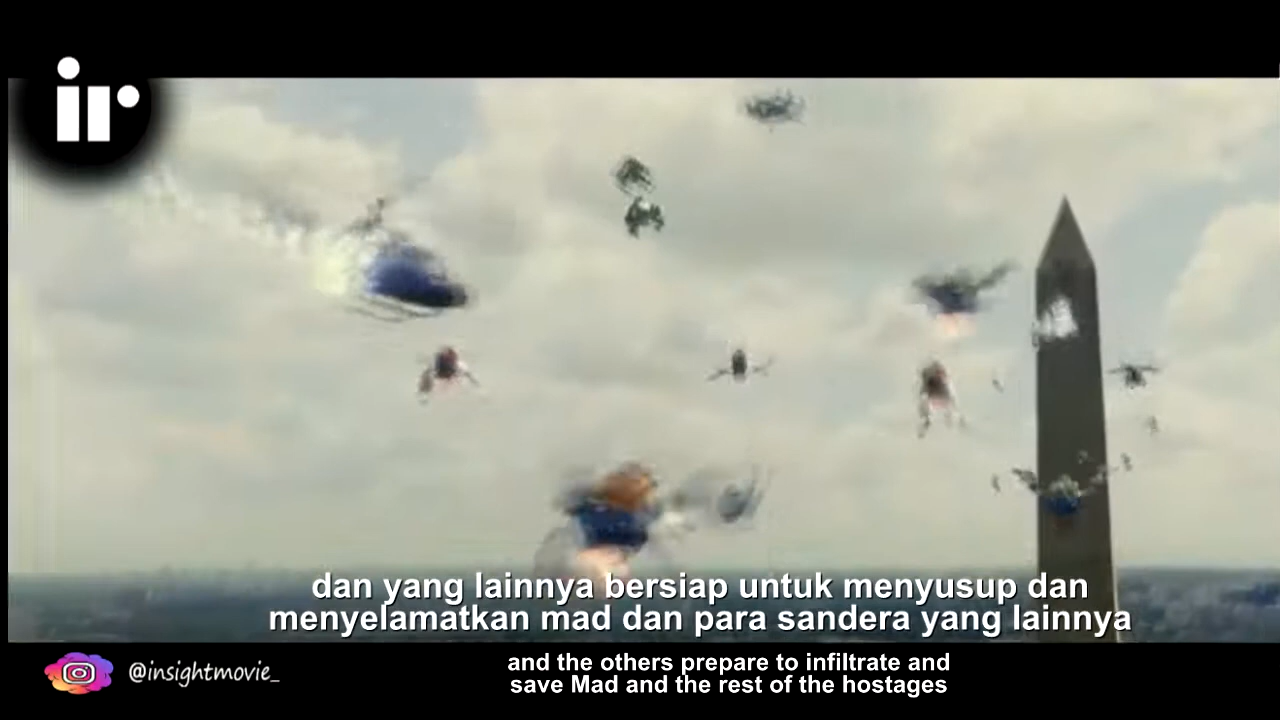 ir
dan yang lainnya bersiap untuk menyusup dan
menyelamatkan mad dan para sandera yang lainnya
@insightmovie_
and the others prepare to infiltrate and
save Mad and the rest of the hostages